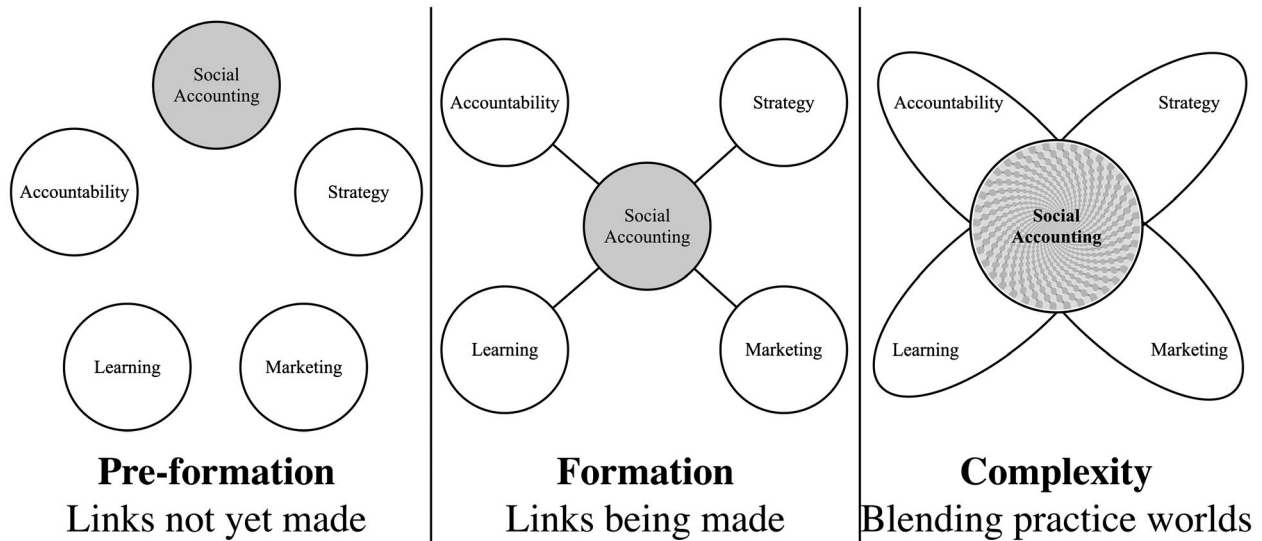 Social
Accounting
Accountability
Strategy
Learning
Marketing
Pre-formation
Links not yet made
Accountability
Strategy
Social
Accounting
Learning
Marketing
Formation
Links being made
Accountability
Strategy
Social
Accounting
Learning
Marketing
Complexity
Blending practice worlds